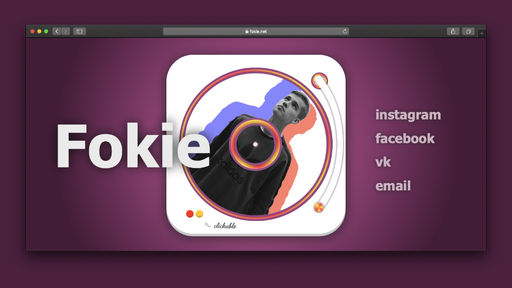 fokie.net
Fokie
instagram
facebook
vk
email
clickable